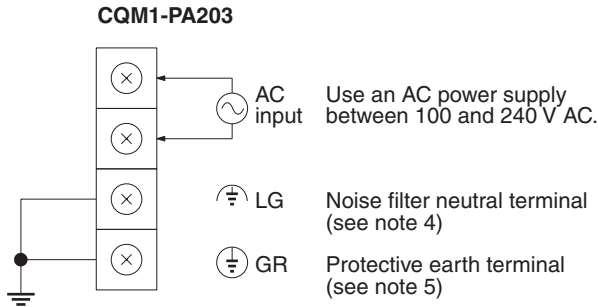 CQM1-PA203
AC input
Use an AC power supply
between 100 and 240 V AC.
LG
Noise filter neutral terminal
(see note 4)
GR
Protective earth terminal
(see note 5)